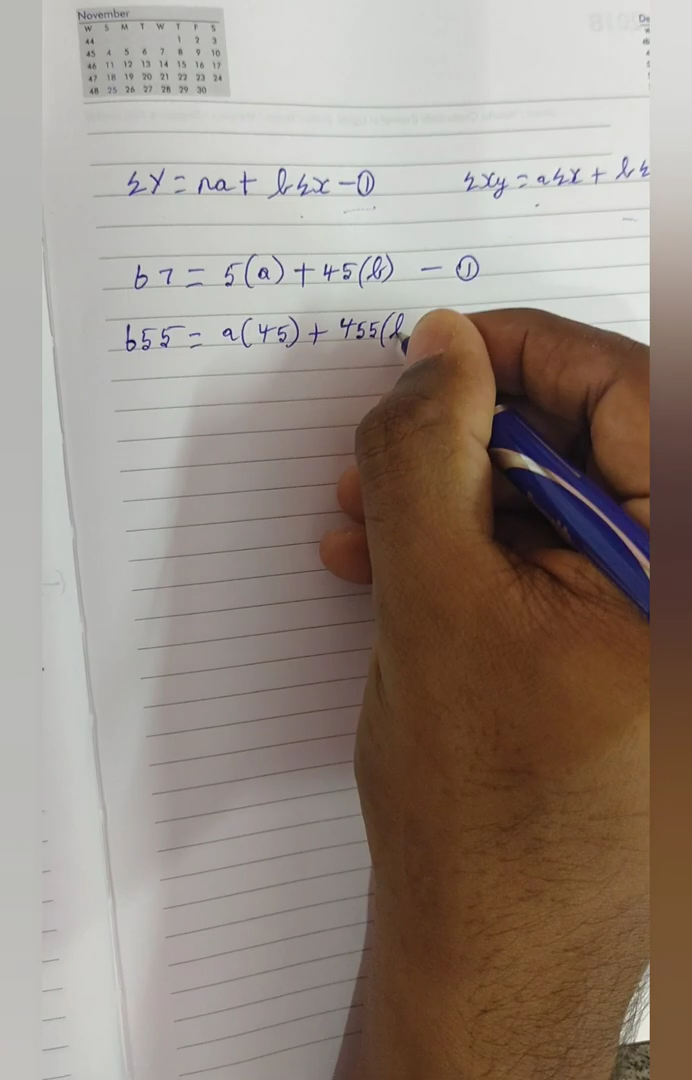 November
W S M T W T F S
44 1 2 3
45 4 5 6 7 8 9 10
46 11 12 13 14 15 16 17
47 18 19 20 21 22 23 24
48 25 26 27 28 29 30
2018
De
ΣY = na + bΣx - ①
Σxy = aΣx + bΣ
67 = 5(a) + 45(b) - ①
655 = a(45) + 455(b